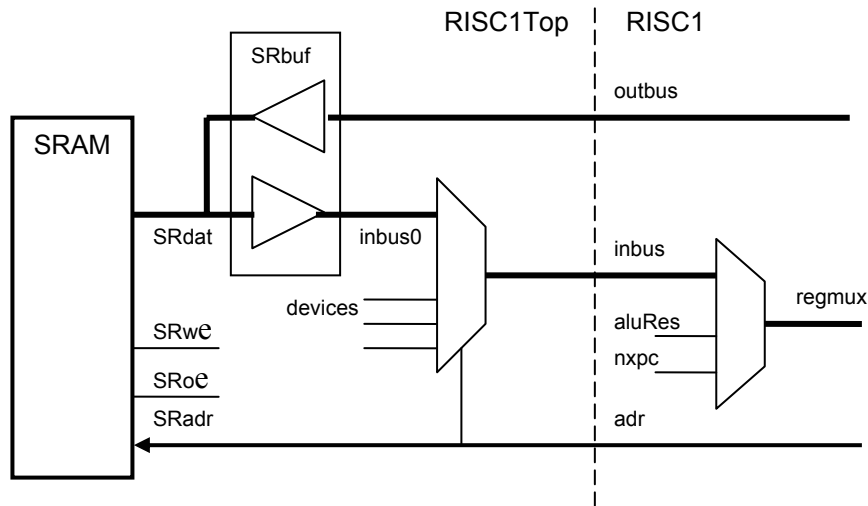 RISC1Top
RISC1
SRbuf
outbus
SRAM
SRdat
inbus0
inbus
regmux
devices
aluRes
SRwe
nxpc
SRoe
SRadr
adr